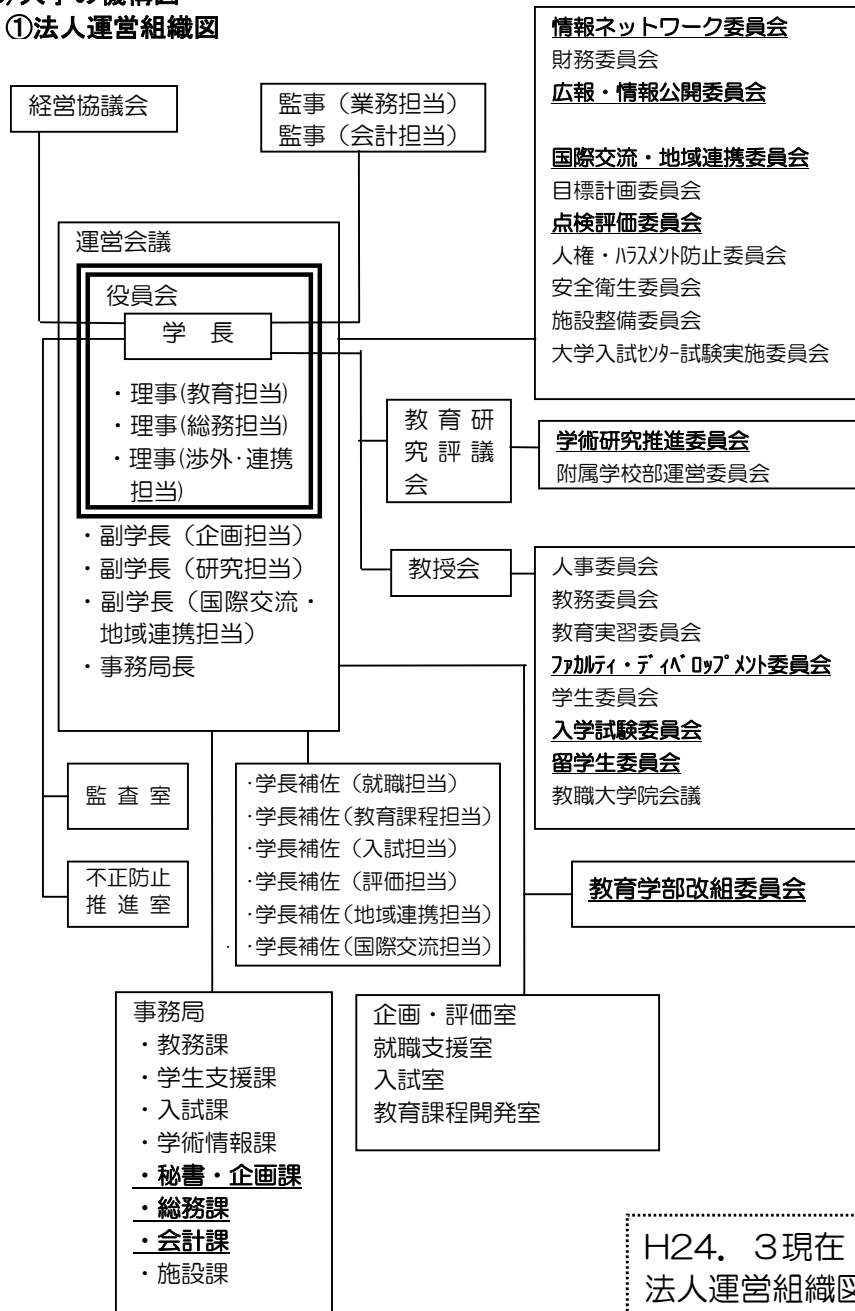 大学の機構図
①法人運営組織図
経営協議会
監事（業務担当）
監事（会計担当）
情報ネットワーク委員会
財務委員会
広報・情報公開委員会
国際交流・地域連携委員会
目標計画委員会
点検評価委員会
人権・ﾊﾗｽﾒﾝﾄ防止委員会
安全衛生委員会
施設整備委員会
大学入試ｾﾝﾀｰ試験実施委員会
運営会議
役員会
学　長
・理事(教育担当)
・理事(総務担当)
・理事(渉外・連携
担当)
・副学長（企画担当）
・副学長（研究担当）
・副学長（国際交流・
地域連携担当）
・事務局長
教 育 研
究 評 議
会
学術研究推進委員会
附属学校部運営委員会
教授会
人事委員会
教務委員会
教育実習委員会
ﾌｧｶﾙﾃｨ・ﾃﾞｨﾍﾞﾛｯﾌﾟﾒﾝﾄ委員会
学生委員会
入学試験委員会
留学生委員会
教職大学院会議
監 査 室
不正防止
推 進 室
・学長補佐（就職担当）
・学長補佐（教育課程担当）
・学長補佐（入試担当）
・学長補佐（評価担当）
・学長補佐（地域連携担当）
・学長補佐（国際交流担当）
教育学部改組委員会
事務局
・教務課
・学生支援課
・入試課
・学術情報課
・秘書・企画課
・総務課
・会計課
・施設課
企画・評価室
就職支援室
入試室
教育課程開発室
H24．3現在
法人運営組織図